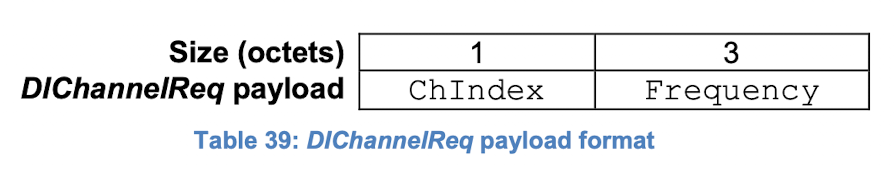 Size (octets) 1 3
DlChannelReq payload ChIndex Frequency
Table 39: DlChannelReq payload format